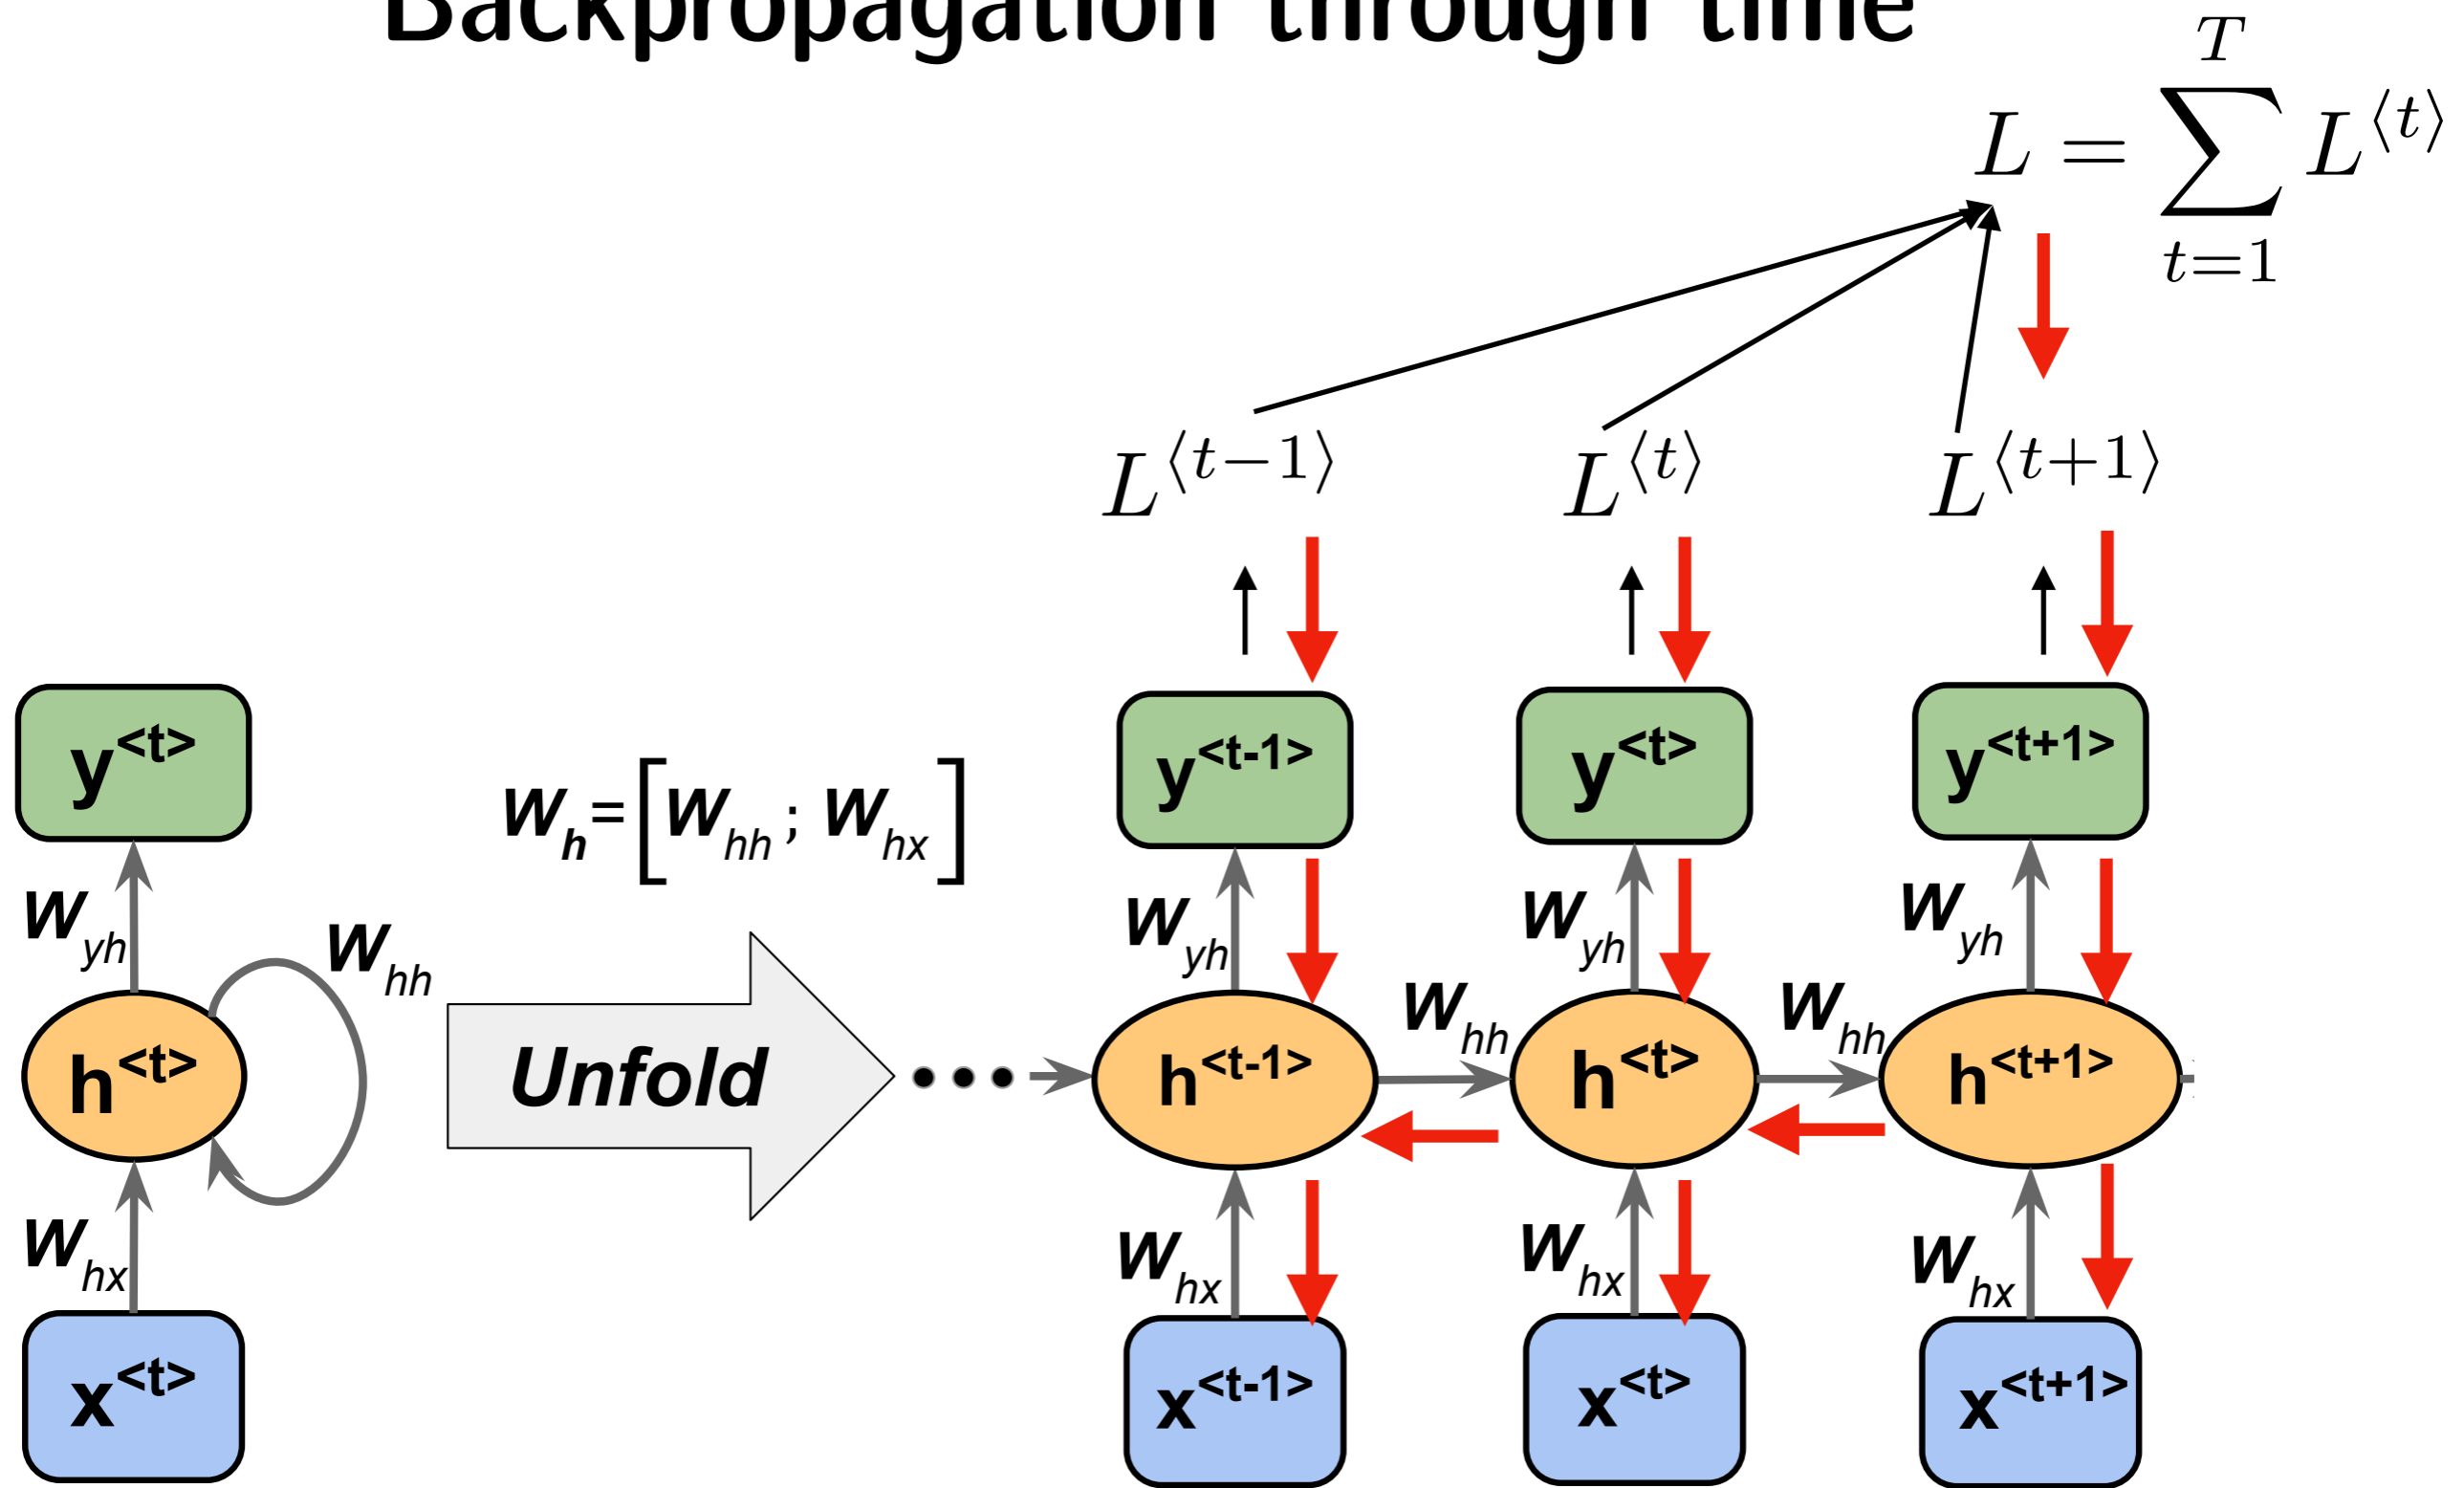 Backpropagation through time
L = \sum_{t=1}^{T} L^{⟨t⟩}
L^{⟨t−1⟩} L^{⟨t⟩} L^{⟨t+1⟩}
y<t> y<t-1> y<t> y<t+1>
W_h=[W_hh ; W_hx]
W_yh W_yh W_yh W_yh
W_hh W_hh W_hh
h<t> Unfold h<t-1> h<t> h<t+1>
W_hx W_hx W_hx W_hx
x<t> x<t-1> x<t> x<t+1>